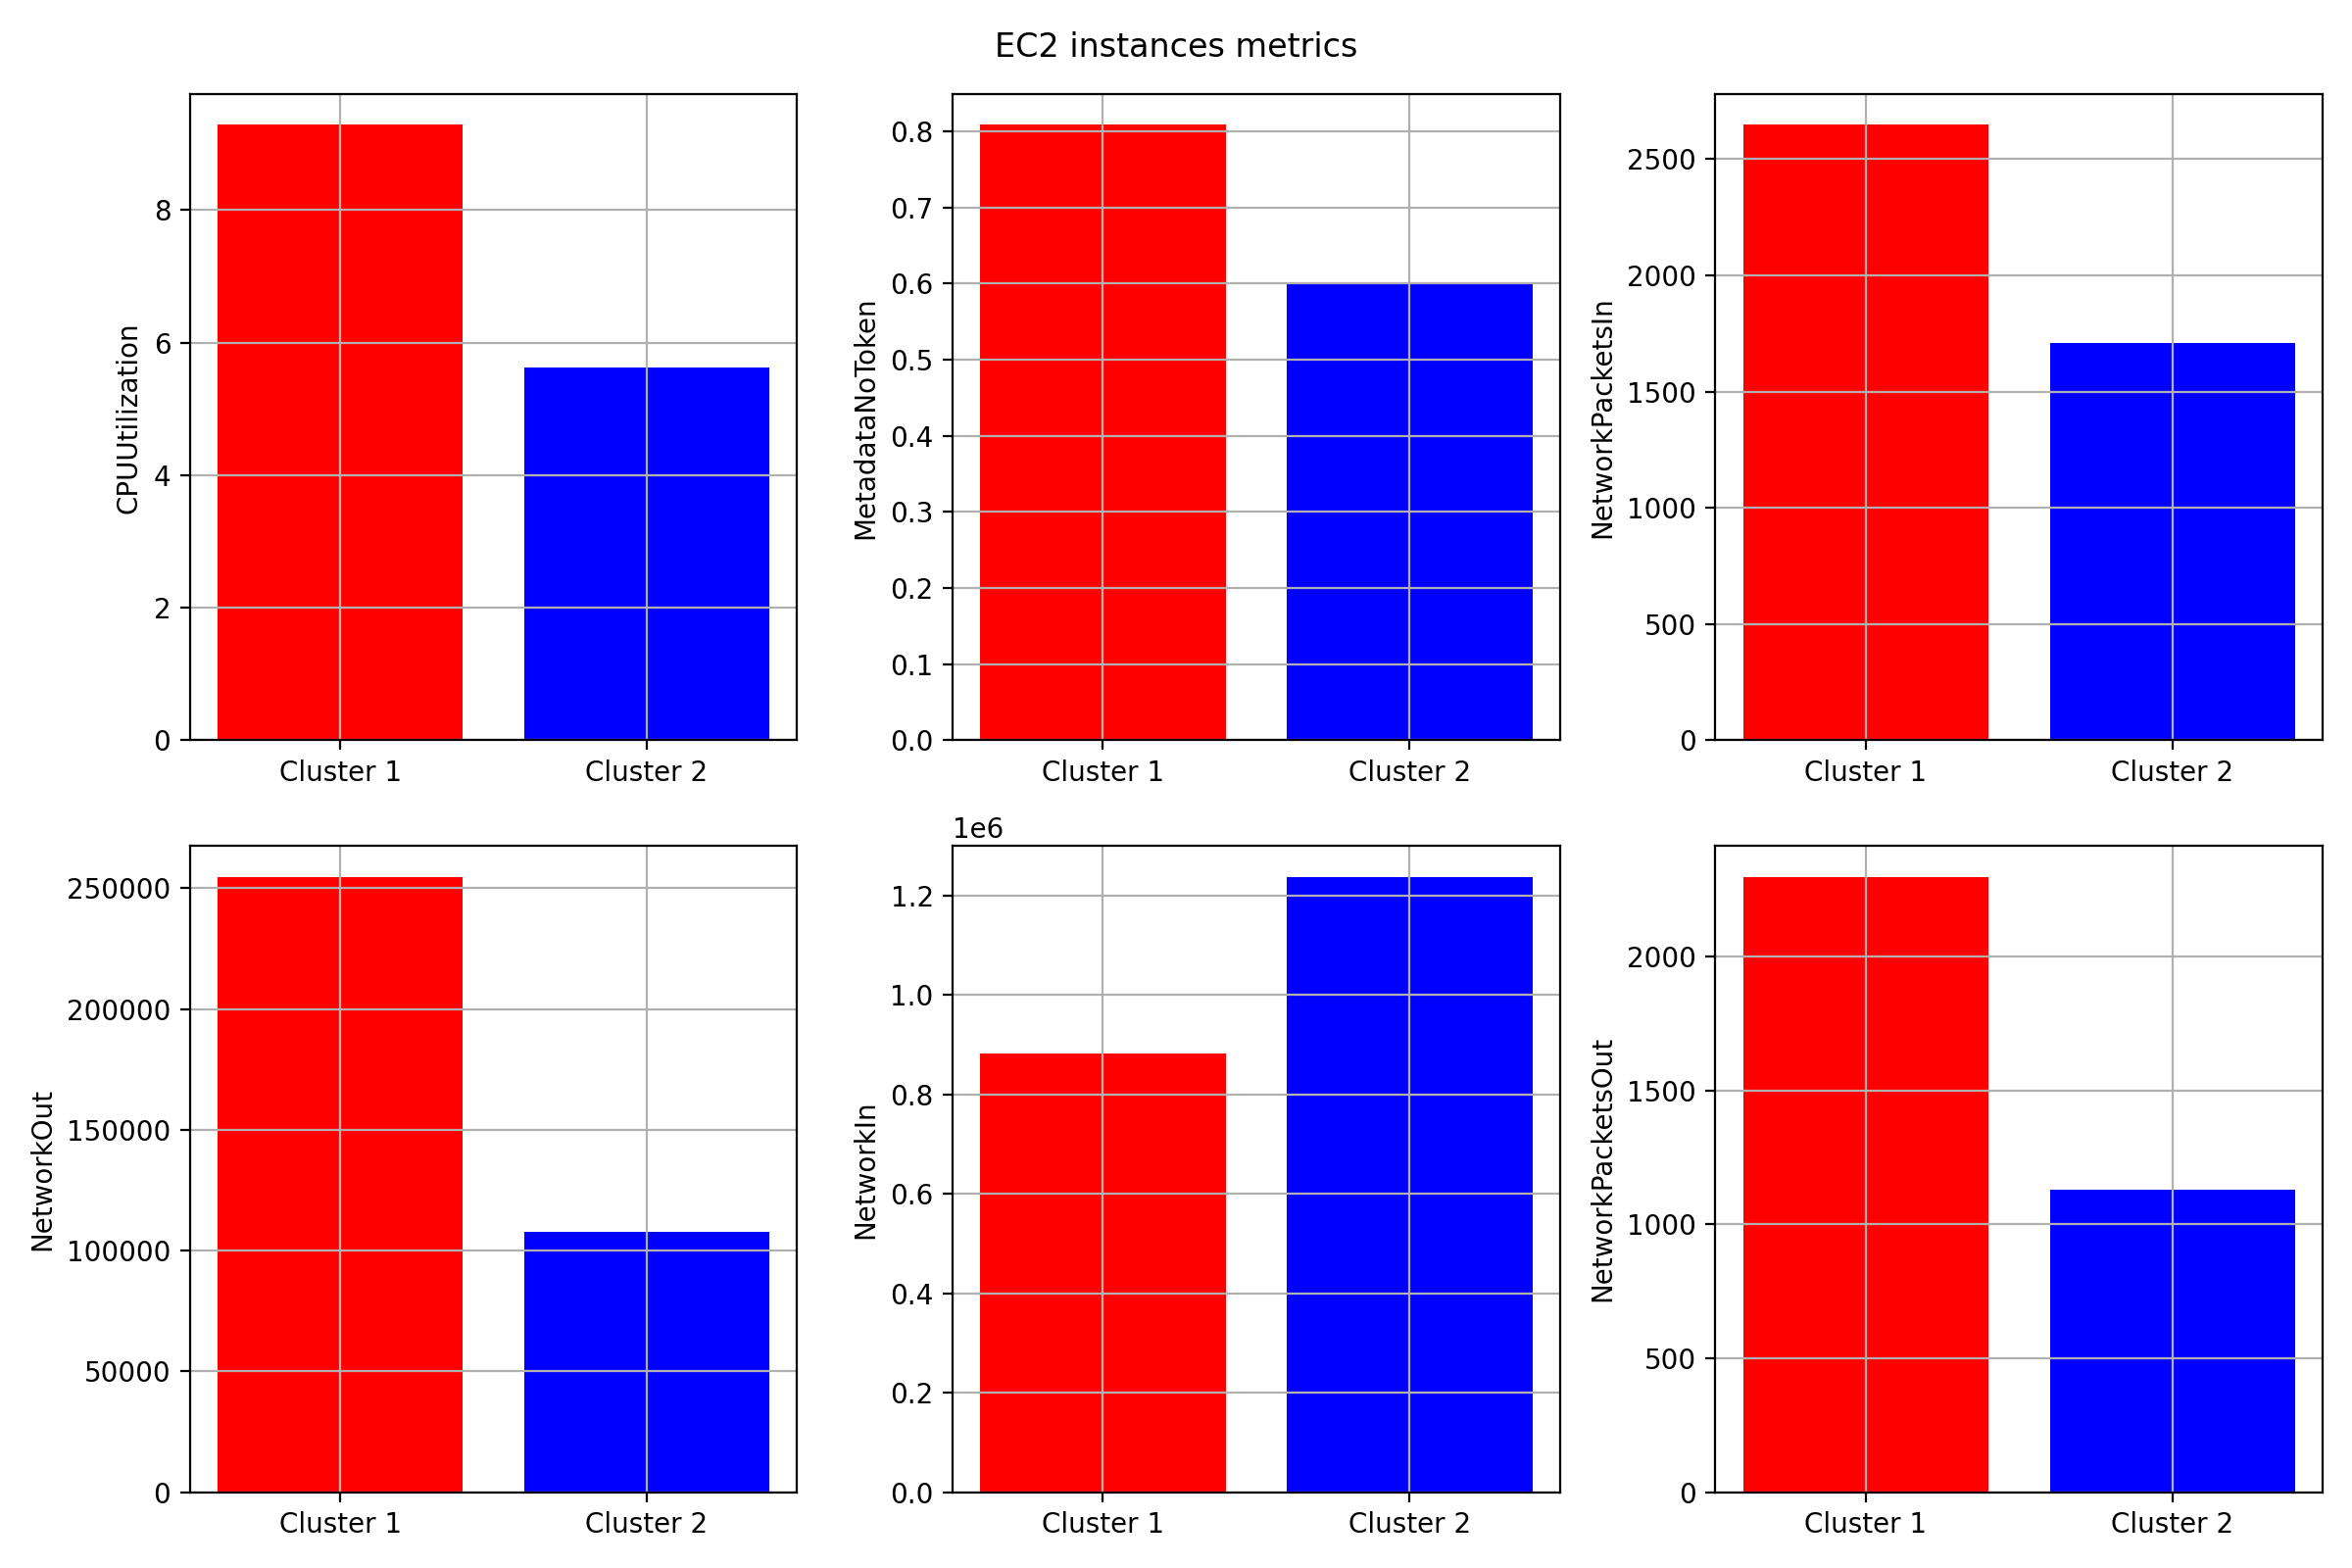 EC2 instances metrics
CPUUtilization
8
6
4
2
0
Cluster 1 Cluster 2
MetadataNoToken
0.8
0.7
0.6
0.5
0.4
0.3
0.2
0.1
0.0
Cluster 1 Cluster 2
NetworkPacketsIn
2500
2000
1500
1000
500
0
Cluster 1 Cluster 2
NetworkOut
250000
200000
150000
100000
50000
0
Cluster 1 Cluster 2
1e6
NetworkIn
1.2
1.0
0.8
0.6
0.4
0.2
0.0
Cluster 1 Cluster 2
NetworkPacketsOut
2000
1500
1000
500
0
Cluster 1 Cluster 2